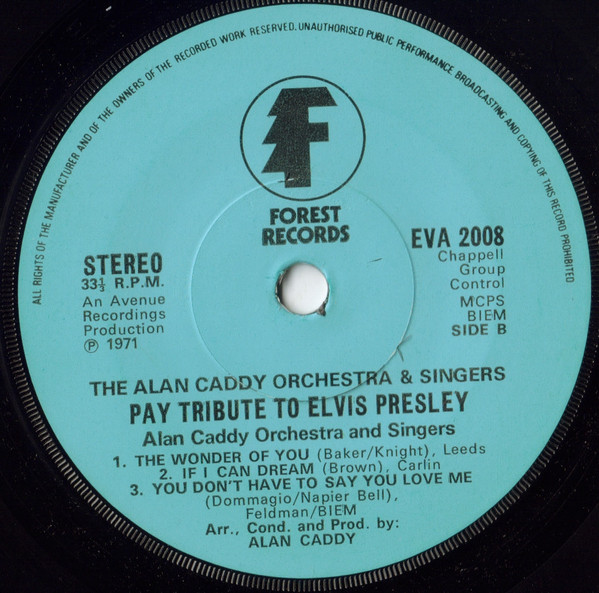 ALL RIGHTS OF THE MANUFACTURER AND OF THE OWNERS OF THE RECORDED WORK RESERVED. UNAUTHORISED PUBLIC PERFORMANCE, BROADCASTING AND COPYING OF THIS RECORD PROHIBITED
F
FOREST
RECORDS
STEREO
33⅓ R.P.M.
An Avenue
Recordings
Production
℗ 1971
EVA 2008
Chappell
Group
Control
MCPS
BIEM
SIDE B
THE ALAN CADDY ORCHESTRA & SINGERS
PAY TRIBUTE TO ELVIS PRESLEY
Alan Caddy Orchestra and Singers
1. THE WONDER OF YOU (Baker/Knight), Leeds
2. IF I CAN DREAM (Brown), Carlin
3. YOU DON'T HAVE TO SAY YOU LOVE ME
(Dommagio/Napier Bell),
Feldman/BIEM
Arr., Cond. and Prod. by:
ALAN CADDY